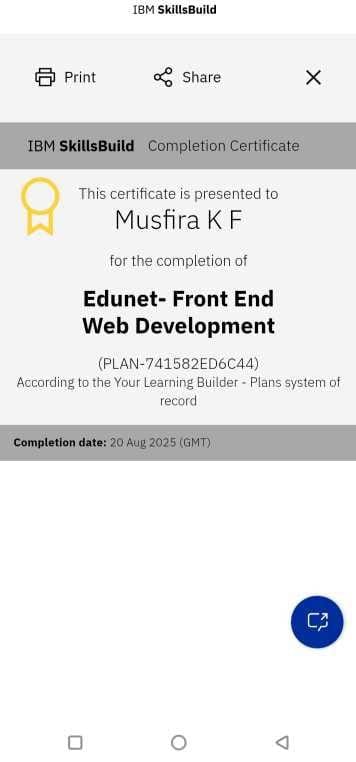 IBM SkillsBuild
Print Share
IBM SkillsBuild Completion Certificate
This certificate is presented to
Musfira K F
for the completion of
Edunet- Front End
Web Development
(PLAN-741582ED6C44)
According to the Your Learning Builder - Plans system of
record
Completion date: 20 Aug 2025 (GMT)